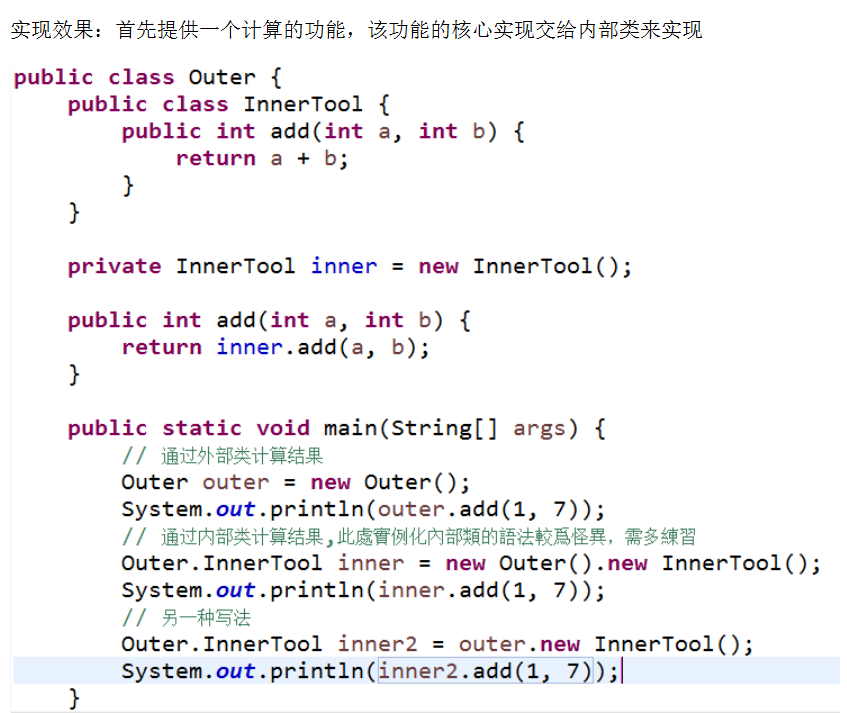 实现效果：首先提供一个计算的功能，该功能的核心实现交给内部类来实现
public class Outer {
    public class InnerTool {
        public int add(int a, int b) {
            return a + b;
        }
    }
    private InnerTool inner = new InnerTool();
    public int add(int a, int b) {
        return inner.add(a, b);
    }
    public static void main(String[] args) {
        // 通过外部类计算结果
        Outer outer = new Outer();
        System.out.println(outer.add(1, 7));
        // 通过内部类计算结果,此處實例化內部類的語法較爲怪異，需多練習
        Outer.InnerTool inner = new Outer().new InnerTool();
        System.out.println(inner.add(1, 7));
        // 另一种写法
        Outer.InnerTool inner2 = outer.new InnerTool();
        System.out.println(inner2.add(1, 7));
    }